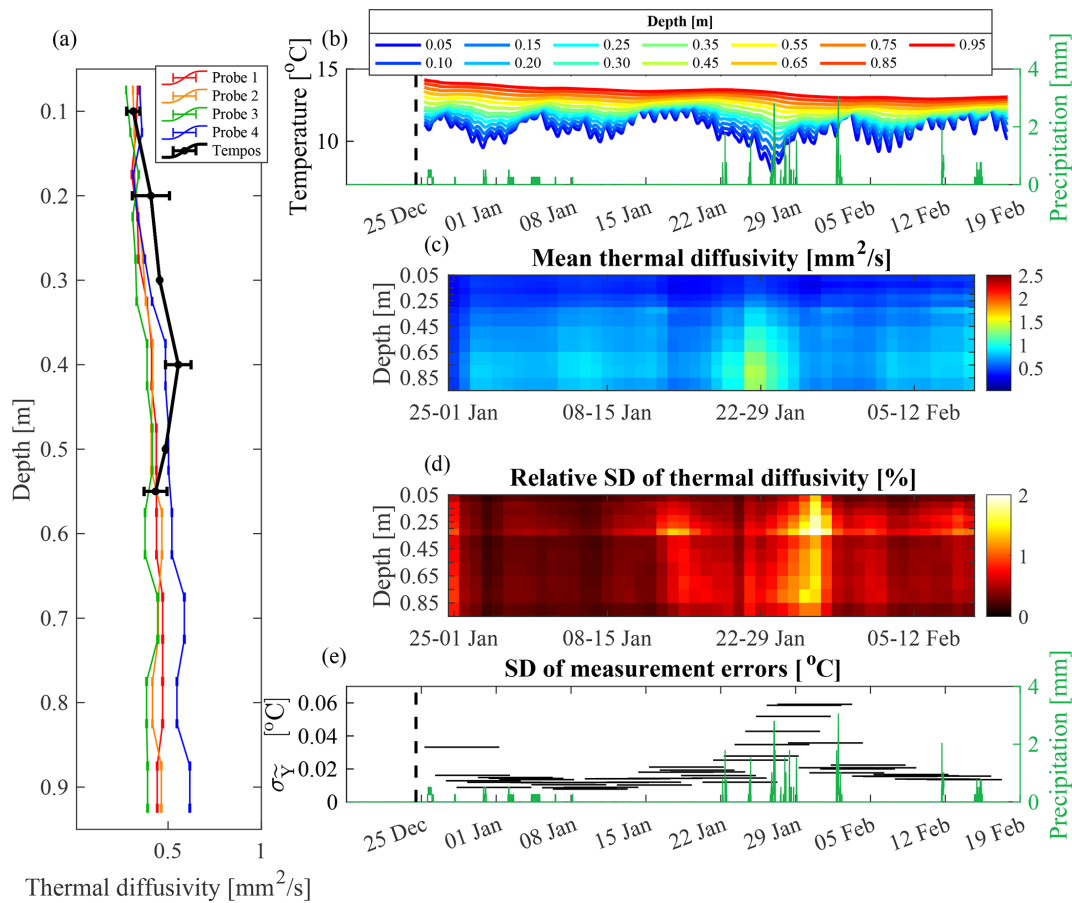 (a)
Probe 1
Probe 2
Probe 3
Probe 4
Tempos
0.1
0.2
0.3
0.4
0.5
0.6
0.7
0.8
0.9
Depth [m]
0.5 1
Thermal diffusivity [mm²/s]
Depth [m]
0.05 0.15 0.25 0.35 0.55 0.75 0.95
0.10 0.20 0.30 0.45 0.65 0.85
(b)
Temperature [°C]
15
10
Precipitation [mm]
4
2
0
25 Dec 01 Jan 08 Jan 15 Jan 22 Jan 29 Jan 05 Feb 12 Feb 19 Feb
(c)
Mean thermal diffusivity [mm²/s]
Depth [m]
0.05
0.25
0.45
0.65
0.85
25-01 Jan 08-15 Jan 22-29 Jan 05-12 Feb
2.5
2
1.5
1
0.5
0
(d)
Relative SD of thermal diffusivity [%]
Depth [m]
0.05
0.25
0.45
0.65
0.85
25-01 Jan 08-15 Jan 22-29 Jan 05-12 Feb
2
1
0
(e)
SD of measurement errors [°C]
σỸ [°C]
0.06
0.04
0.02
0
Precipitation [mm]
4
2
0
25 Dec 01 Jan 08 Jan 15 Jan 22 Jan 29 Jan 05 Feb 12 Feb 19 Feb